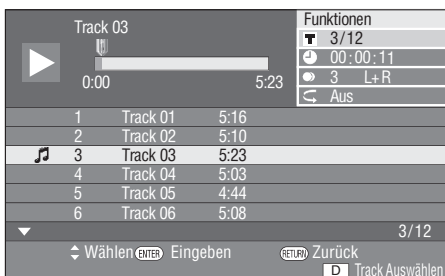 Track 03
0:00 5:23
Funktionen
T 3/12
00:00:11
3 L+R
Aus
1 Track 01 5:16
2 Track 02 5:10
3 Track 03 5:23
4 Track 04 5:03
5 Track 05 4:44
6 Track 06 5:08
3/12
Wählen ENTER Eingeben RETURN Zurück
D Track Auswählen